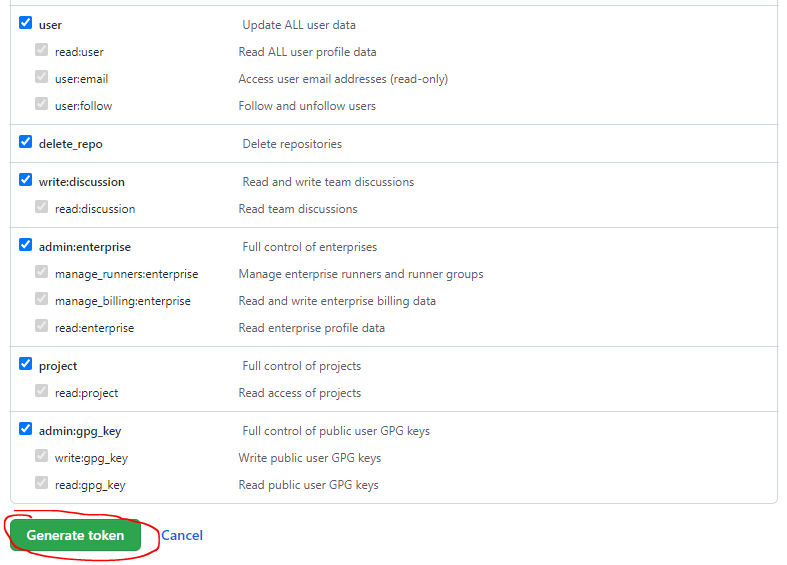 user Update ALL user data
read:user Read ALL user profile data
user:email Access user email addresses (read-only)
user:follow Follow and unfollow users
delete_repo Delete repositories
write:discussion Read and write team discussions
read:discussion Read team discussions
admin:enterprise Full control of enterprises
manage_runners:enterprise Manage enterprise runners and runner groups
manage_billing:enterprise Read and write enterprise billing data
read:enterprise Read enterprise profile data
project Full control of projects
read:project Read access of projects
admin:gpg_key Full control of public user GPG keys
write:gpg_key Write public user GPG keys
read:gpg_key Read public user GPG keys
Generate token Cancel